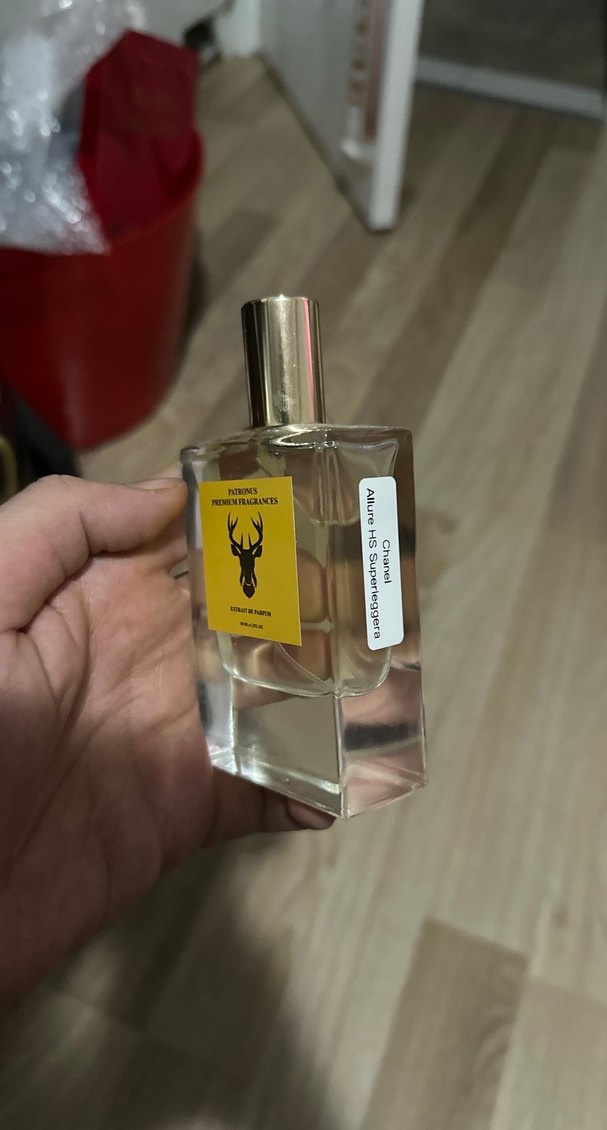 PATRONUS
PREMIUM FRAGRANCES
EXTRAIT DE PARFUM
Chanel
Allure HS Superleggera